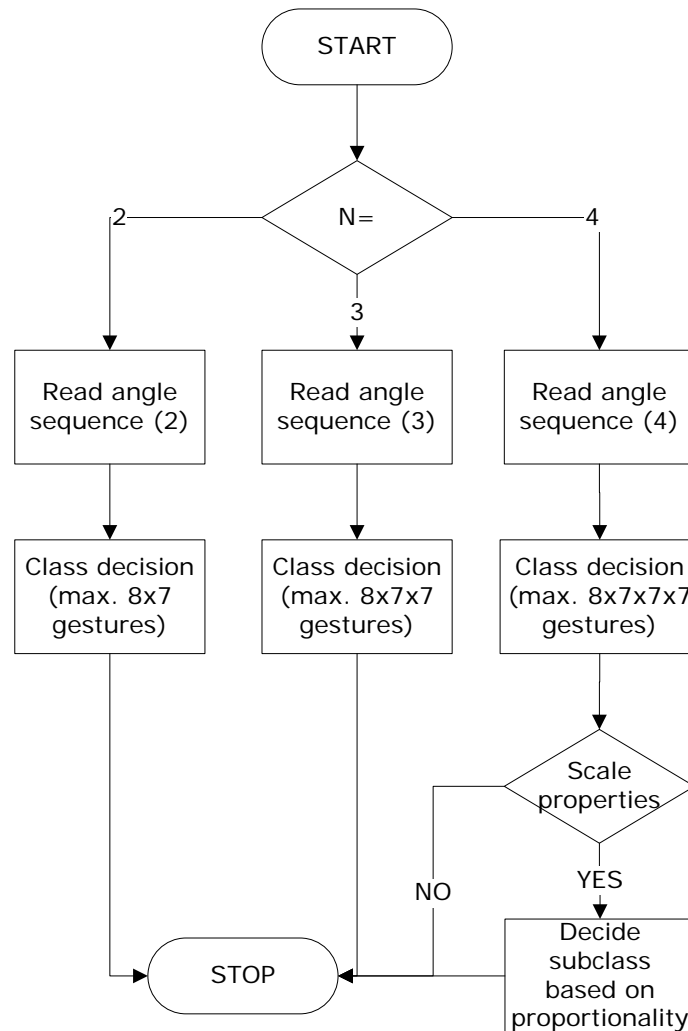 START
N=
2
4
3
Read angle
sequence (2)
Read angle
sequence (3)
Read angle
sequence (4)
Class decision
(max. 8x7
gestures)
Class decision
(max. 8x7x7
gestures)
Class decision
(max. 8x7x7x7
gestures)
Scale
properties
NO
YES
STOP
Decide
subclass
based on
proportionality